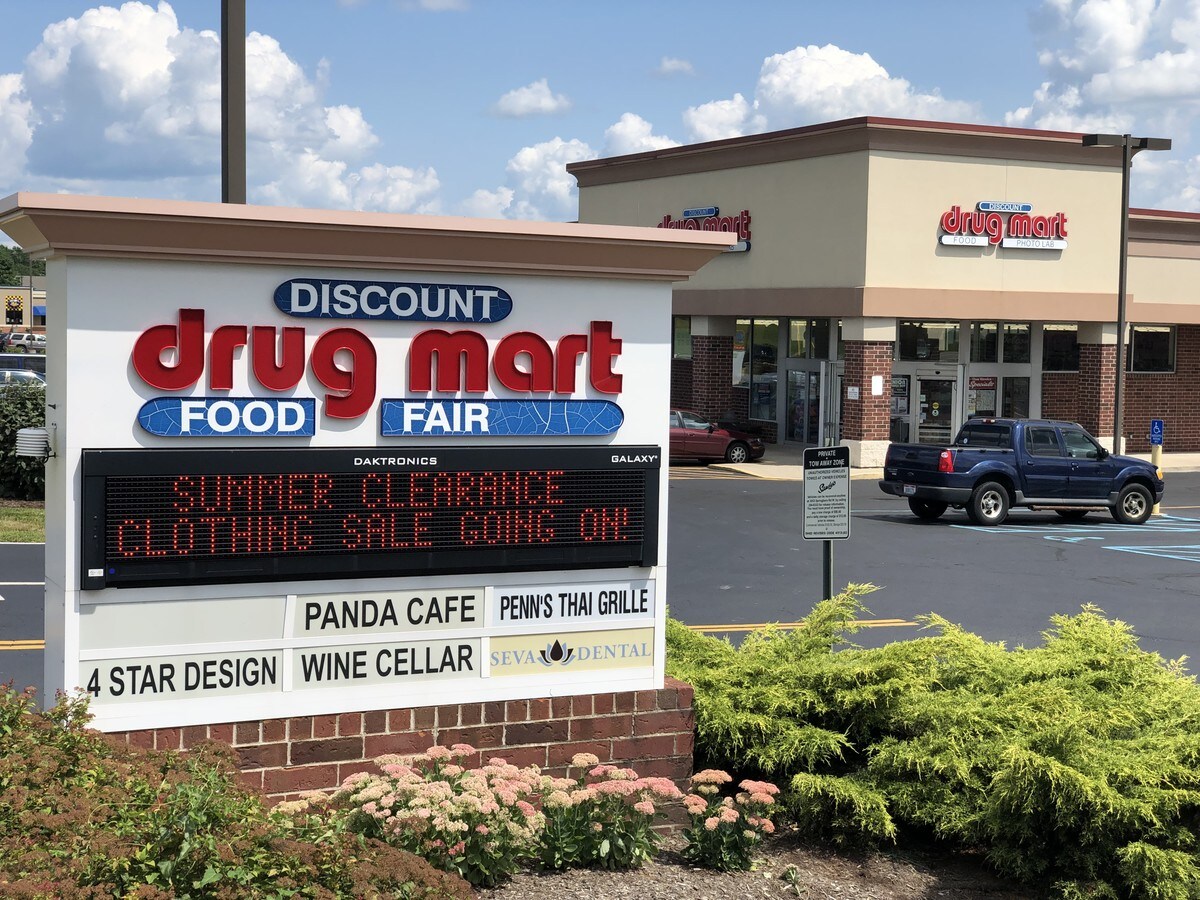 DISCOUNT
drug mart
FOOD FAIR
DAKTRONICS GALAXY
SUMMER CLEARANCE
CLOTHING SALE GOING ON!
PANDA CAFE PENN'S THAI GRILLE
4 STAR DESIGN WINE CELLAR SEVA DENTAL
DISCOUNT
drug mart
DISCOUNT
drug mart
FOOD PHOTO LAB
PRIVATE
TOW AWAY ZONE
Specials